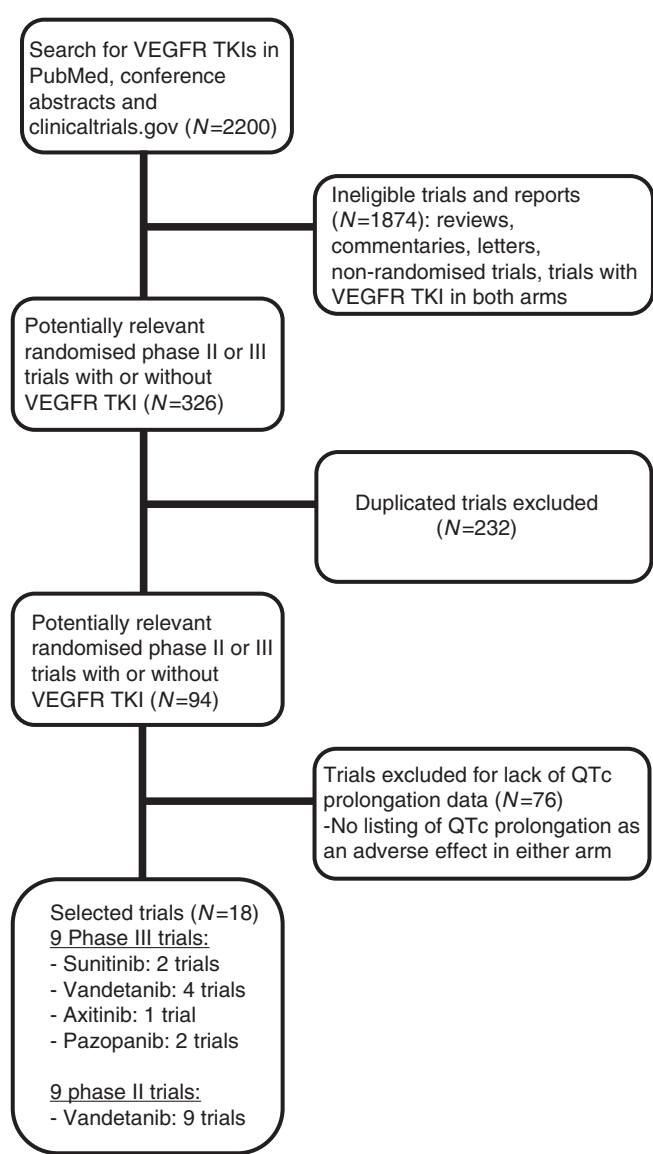 Search for VEGFR TKIs in
PubMed, conference
abstracts and
clinicaltrials.gov (N=2200)
Ineligible trials and reports
(N=1874): reviews,
commentaries, letters,
non-randomised trials, trials with
VEGFR TKI in both arms
Potentially relevant
randomised phase II or III
trials with or without
VEGFR TKI (N=326)
Duplicated trials excluded
(N=232)
Potentially relevant
randomised phase II or III
trials with or without
VEGFR TKI (N=94)
Trials excluded for lack of QTc
prolongation data (N=76)
-No listing of QTc prolongation as
an adverse effect in either arm
Selected trials (N=18)
9 Phase III trials:
- Sunitinib: 2 trials
- Vandetanib: 4 trials
- Axitinib: 1 trial
- Pazopanib: 2 trials
9 phase II trials:
- Vandetanib: 9 trials